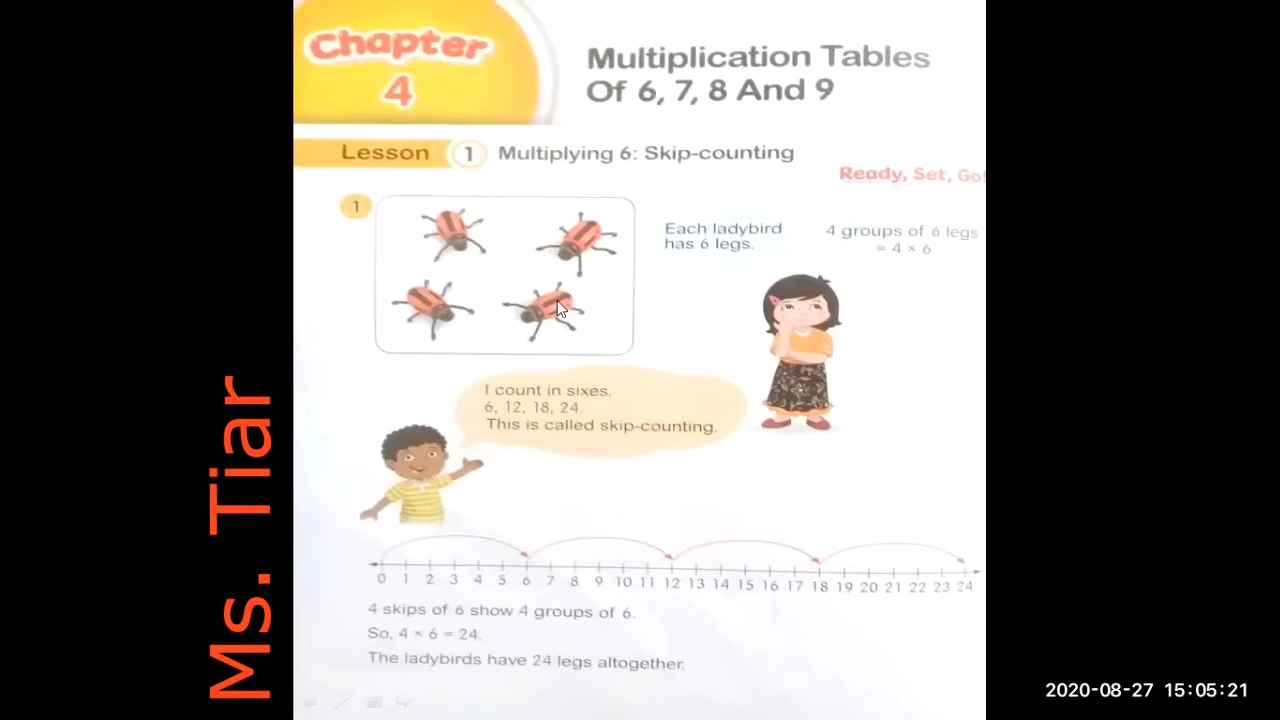 Chapter
4
Multiplication Tables
Of 6, 7, 8 And 9
Lesson 1 Multiplying 6: Skip-counting
Ready, Set, Go!
1
Each ladybird
has 6 legs.
4 groups of 6 legs
= 4 × 6
I count in sixes.
6, 12, 18, 24.
This is called skip-counting.
0 1 2 3 4 5 6 7 8 9 10 11 12 13 14 15 16 17 18 19 20 21 22 23 24
4 skips of 6 show 4 groups of 6.
So, 4 × 6 = 24.
The ladybirds have 24 legs altogether.
Ms. Tiar
2020-08-27 15:05:21